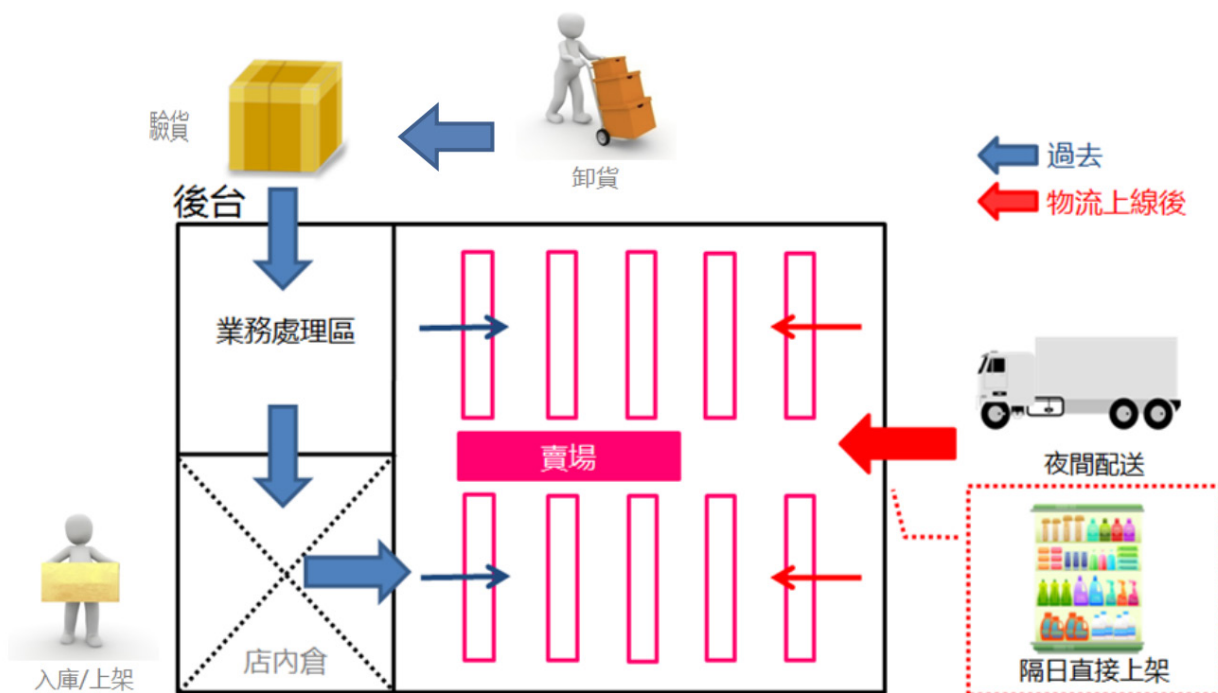 驗貨
卸貨
過去
物流上線後
後台
業務處理區
賣場
夜間配送
店內倉
入庫/上架
隔日直接上架